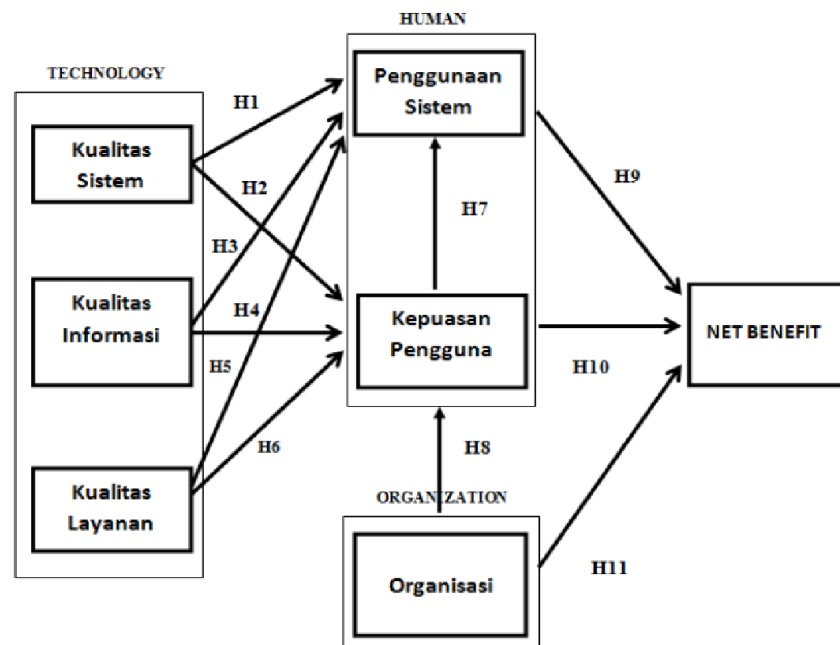 HUMAN
TECHNOLOGY
Penggunaan
Sistem
H1
Kualitas
Sistem
H2
H9
H7
H3
Kualitas
Informasi
H4
Kepuasan
Pengguna
NET BENEFIT
H5
H10
H6
H8
Kualitas
Layanan
ORGANIZATION
Organisasi
H11